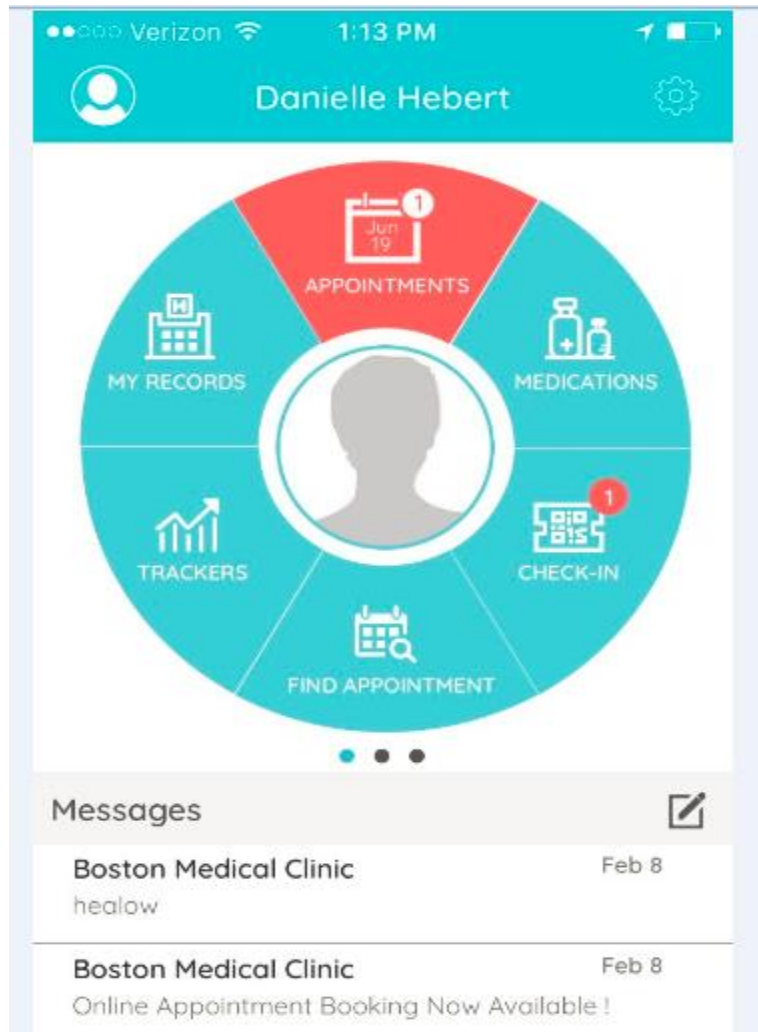 Verizon 1:13 PM
Danielle Hebert
1
Jun
19
APPOINTMENTS
H
MY RECORDS
MEDICATIONS
1
TRACKERS
CHECK-IN
FIND APPOINTMENT
Messages
Boston Medical Clinic Feb 8
healow
Boston Medical Clinic Feb 8
Online Appointment Booking Now Available !